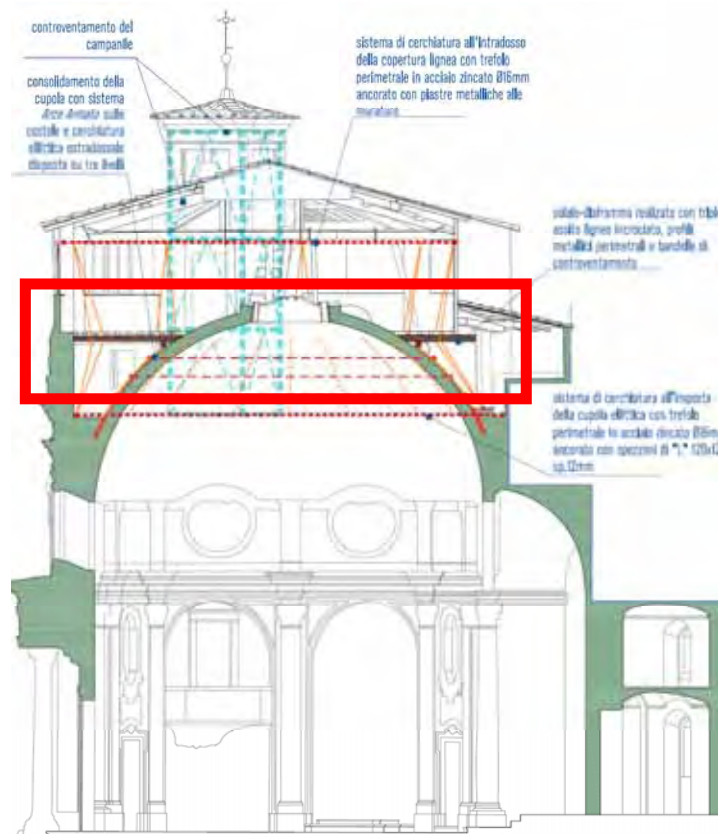 controventamento del
campanile
consolidamento della
cupola con sistema
Arco Armato sulle
costole e cerchiatura
ellittica estradossale
disposta su tre livelli
sistema di cerchiatura all'intradosso
della copertura lignea con trefolo
perimetrale in acciaio zincato Ø16mm
ancorato con piastre metalliche alle
murature
solaio-diaframma realizzato con triplo
assito ligneo incrociato, profili
metallici perimetrali e bandelle di
controventamento
sistema di cerchiatura all'imposta
della cupola ellittica con trefolo
perimetrale in acciaio zincato Ø16m
ancorato con spezzoni di "L" 120x12
sp.12mm